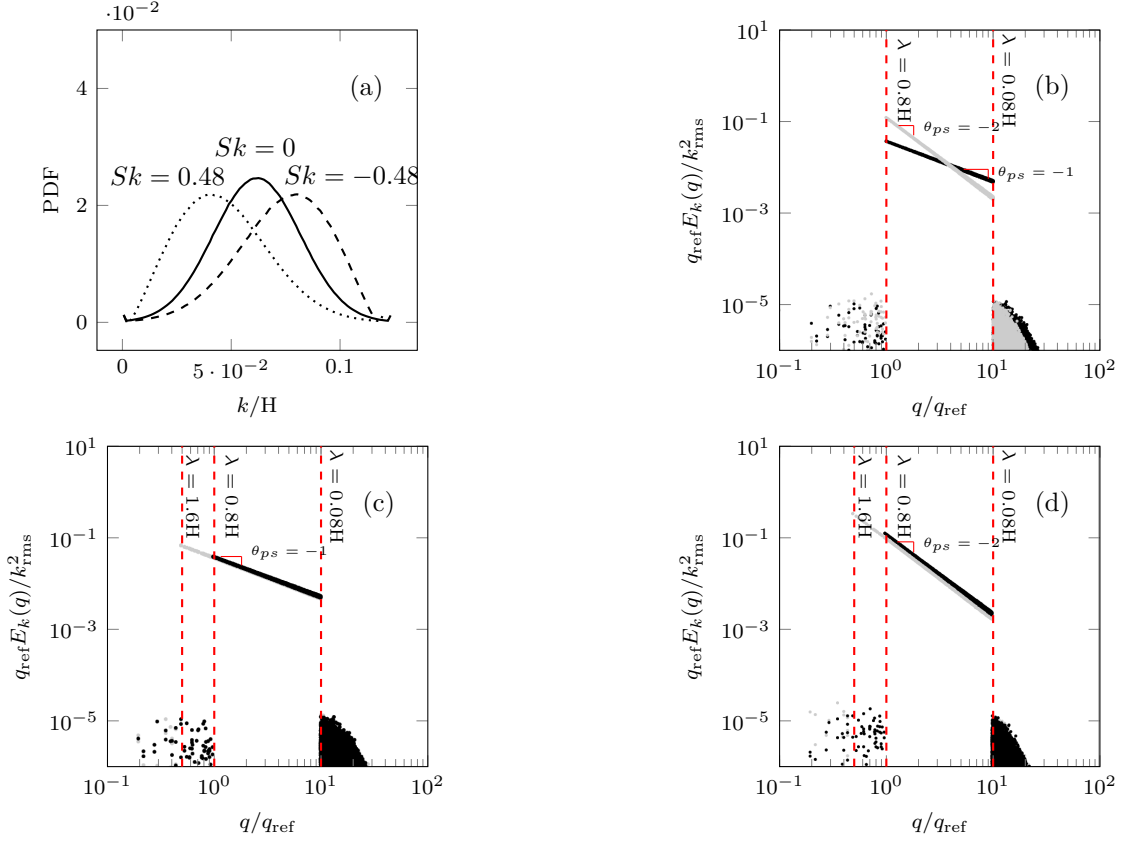 ·10⁻²
4
2
0
PDF
(a)
Sk = 0
Sk = 0.48
Sk = −0.48
0
5 · 10⁻²
0.1
k/H
10¹
10⁻¹
10⁻³
10⁻⁵
q_ref E_k(q)/k²_rms
λ = 0.8H
λ = 0.08H
(b)
θ_ps = −2
θ_ps = −1
10⁻¹
10⁰
10¹
10²
q/q_ref
10¹
10⁻¹
10⁻³
10⁻⁵
q_ref E_k(q)/k²_rms
λ = 1.6H
λ = 0.8H
λ = 0.08H
(c)
θ_ps = −1
10⁻¹
10⁰
10¹
10²
q/q_ref
10¹
10⁻¹
10⁻³
10⁻⁵
q_ref E_k(q)/k²_rms
λ = 1.6H
λ = 0.8H
λ = 0.08H
(d)
θ_ps = −2
10⁻¹
10⁰
10¹
10²
q/q_ref